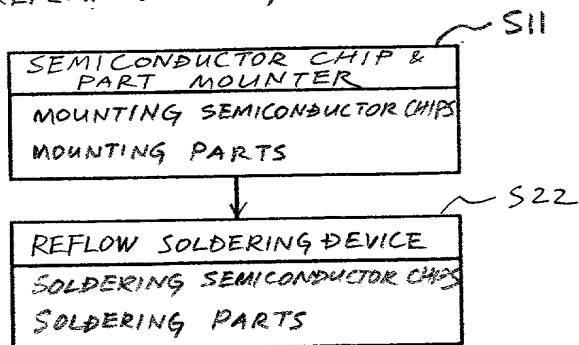 S11
SEMICONDUCTOR CHIP &
PART MOUNTER
MOUNTING SEMICONDUCTOR CHIPS
MOUNTING PARTS
S22
REFLOW SOLDERING DEVICE
SOLDERING SEMICONDUCTOR CHIPS
SOLDERING PARTS